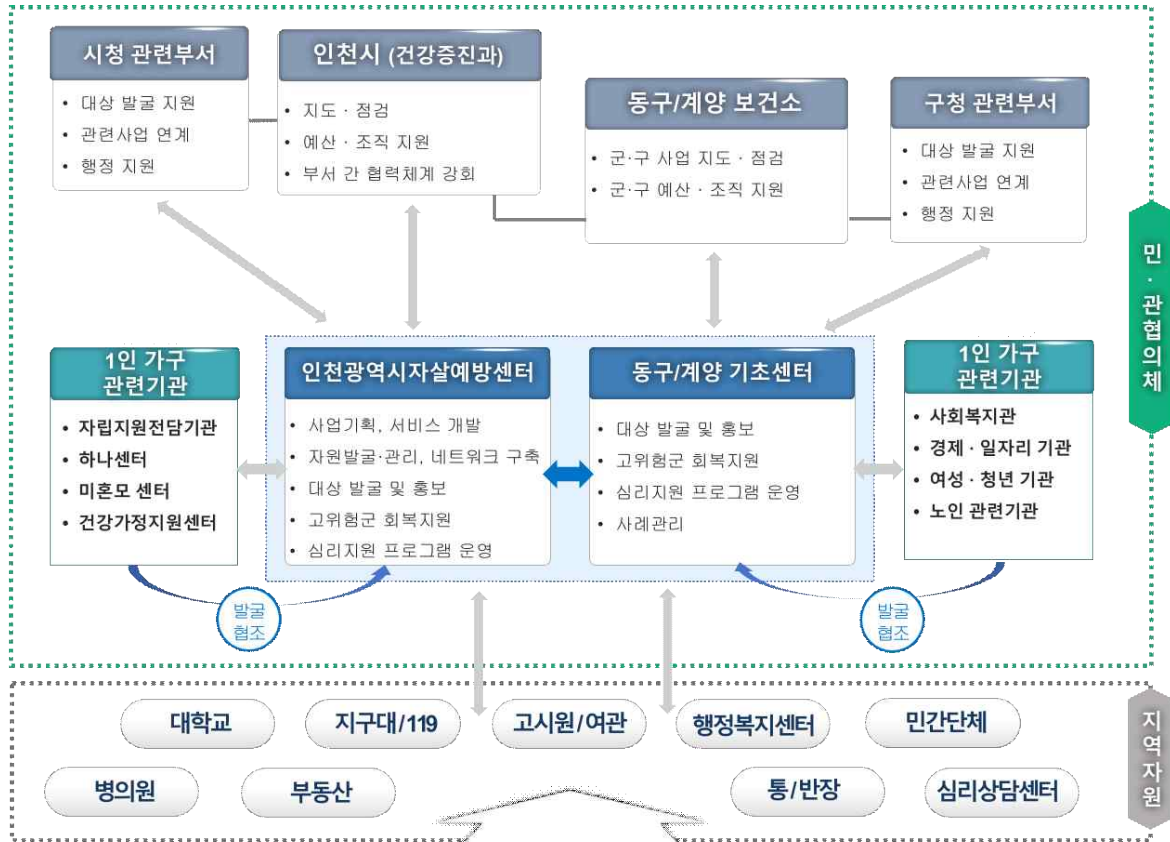 시청 관련부서
• 대상 발굴 지원
• 관련사업 연계
• 행정 지원
인천시 (건강증진과)
• 지도 · 점검
• 예산 · 조직 지원
• 부서 간 협력체계 강회
동구/계양 보건소
• 군·구 사업 지도 · 점검
• 군·구 예산 · 조직 지원
구청 관련부서
• 대상 발굴 지원
• 관련사업 연계
• 행정 지원
민·관협의체
1인 가구
관련기관
• 자립지원전담기관
• 하나센터
• 미혼모 센터
• 건강가정지원센터
인천광역시자살예방센터
• 사업기획, 서비스 개발
• 자원발굴·관리, 네트워크 구축
• 대상 발굴 및 홍보
• 고위험군 회복지원
• 심리지원 프로그램 운영
동구/계양 기초센터
• 대상 발굴 및 홍보
• 고위험군 회복지원
• 심리지원 프로그램 운영
• 사례관리
1인 가구
관련기관
• 사회복지관
• 경제 · 일자리 기관
• 여성 · 청년 기관
• 노인 관련기관
발굴
협조
발굴
협조
대학교
지구대/119
고시원/여관
행정복지센터
민간단체
병의원
부동산
통/반장
심리상담센터
지역자원